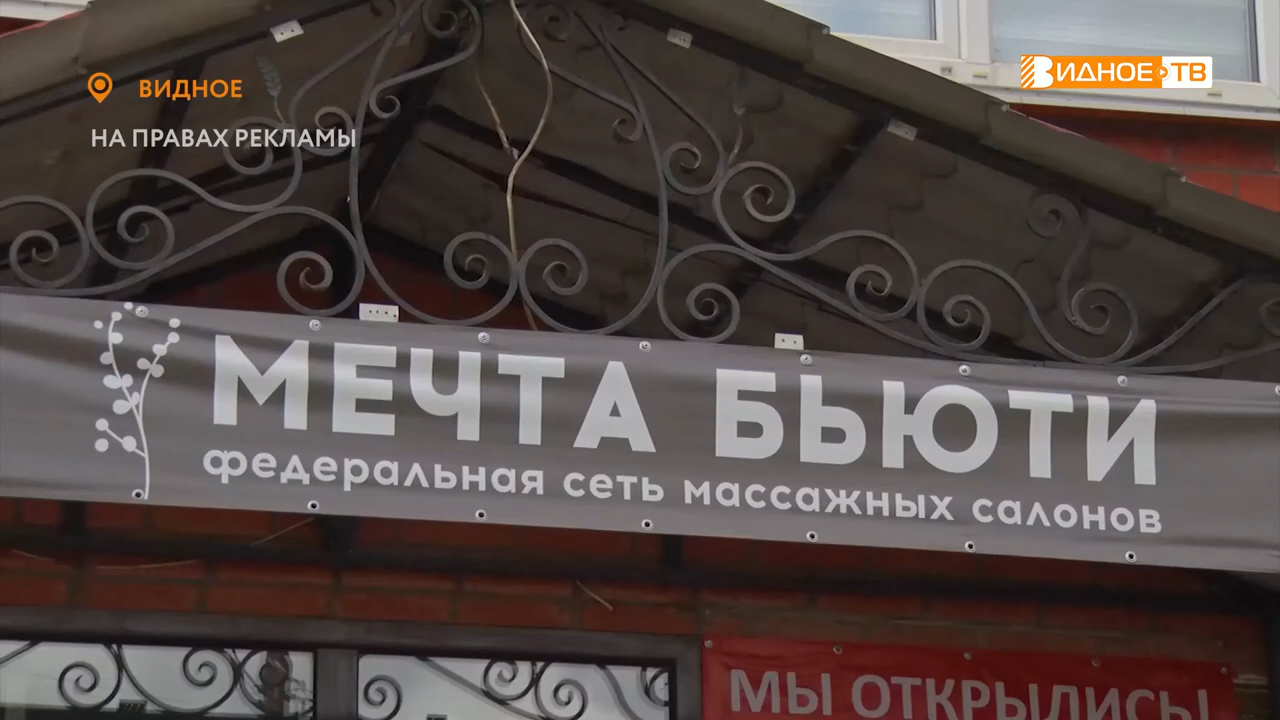 ВИДНОЕ
НА ПРАВАХ РЕКЛАМЫ
ВИДНОЕ ТВ
МЕЧТА БЬЮТИ
федеральная сеть массажных салонов
МЫ ОТКРЫЛИСЬ!